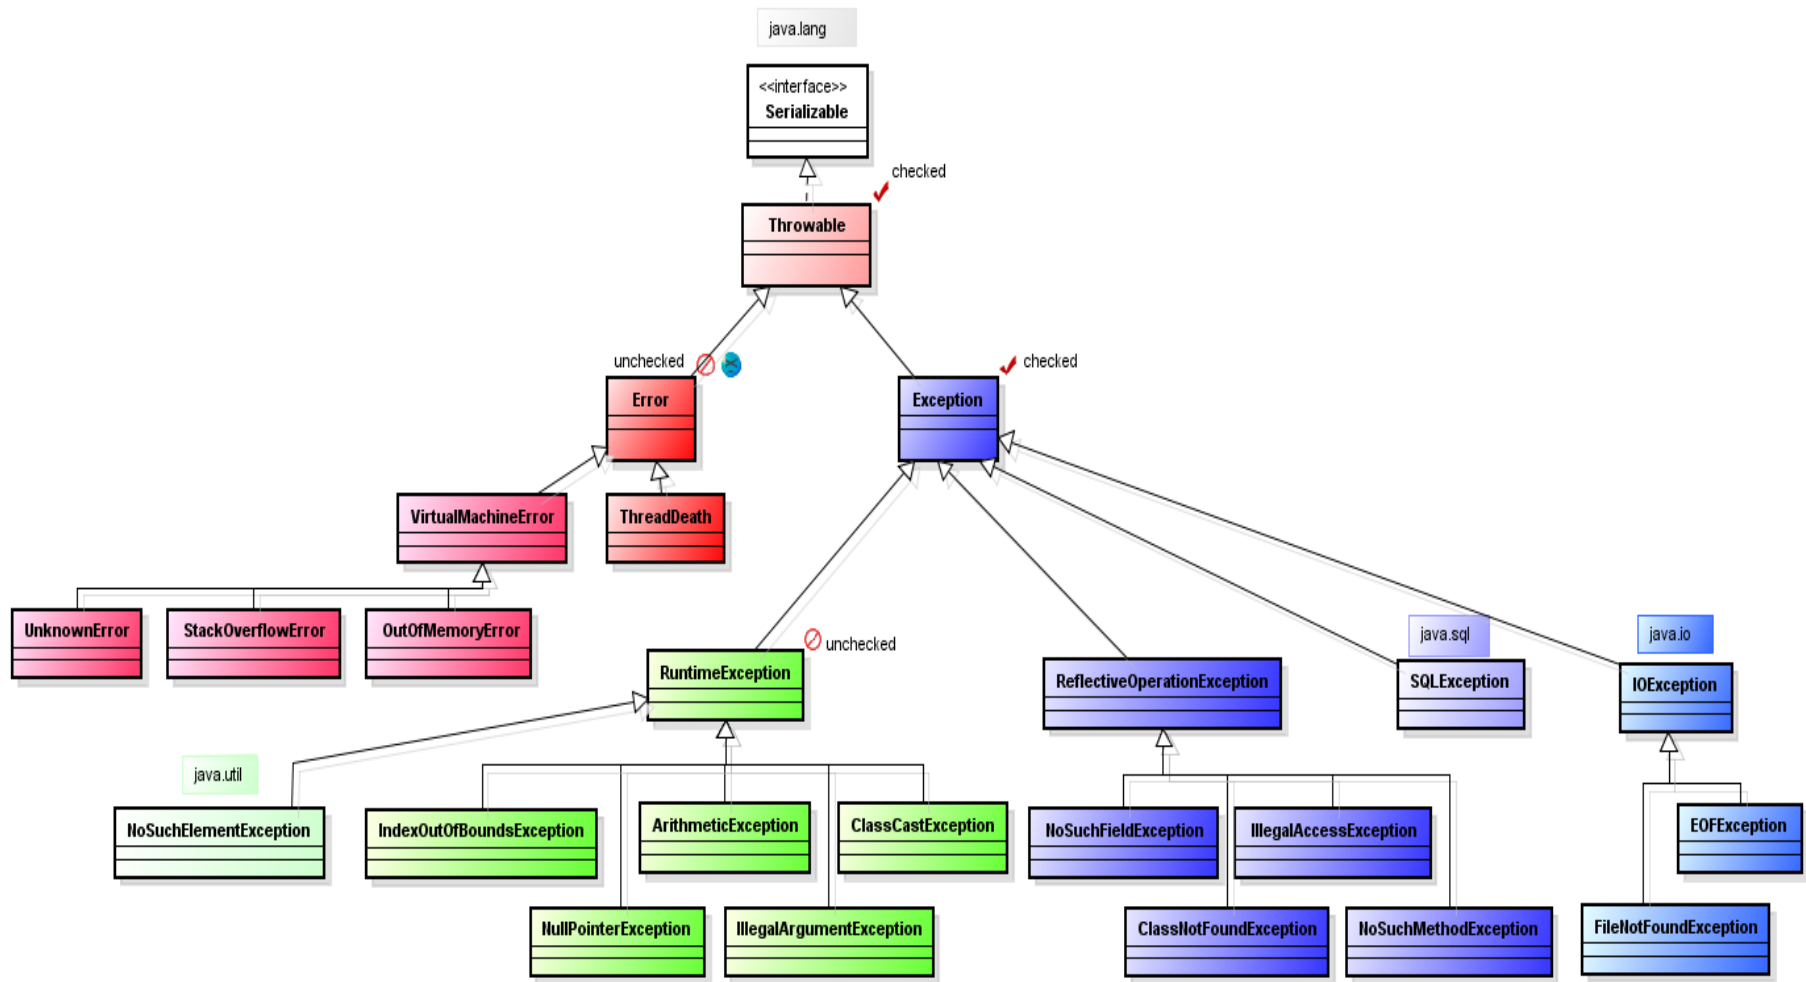 java.lang
<<interface>>
Serializable
checked
Throwable
unchecked
checked
Error
Exception
VirtualMachineError
ThreadDeath
UnknownError
StackOverflowError
OutOfMemoryError
unchecked
java.sql
java.io
RuntimeException
ReflectiveOperationException
SQLException
IOException
java.util
NoSuchElementException
IndexOutOfBoundsException
ArithmeticException
ClassCastException
NoSuchFieldException
IllegalAccessException
EOFException
NullPointerException
IllegalArgumentException
ClassNotFoundException
NoSuchMethodException
FileNotFoundException